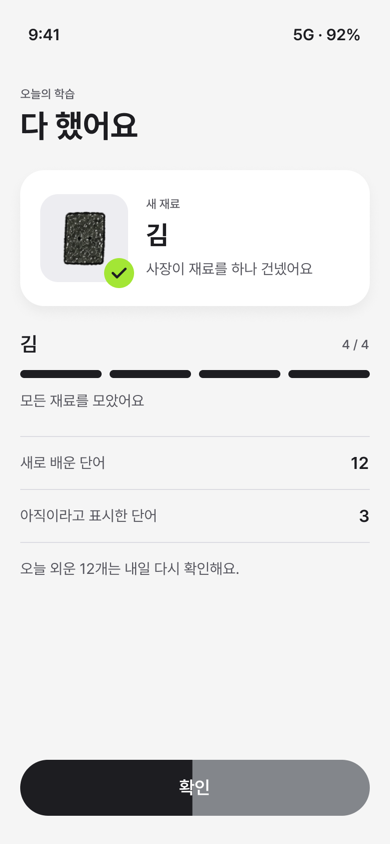 9:41
5G · 92%
오늘의 학습
다 했어요
새 재료
김
사장이 재료를 하나 건넸어요
김
4 / 4
모든 재료를 모았어요
새로 배운 단어
12
아직이라고 표시한 단어
3
오늘 외운 12개는 내일 다시 확인해요.
확인